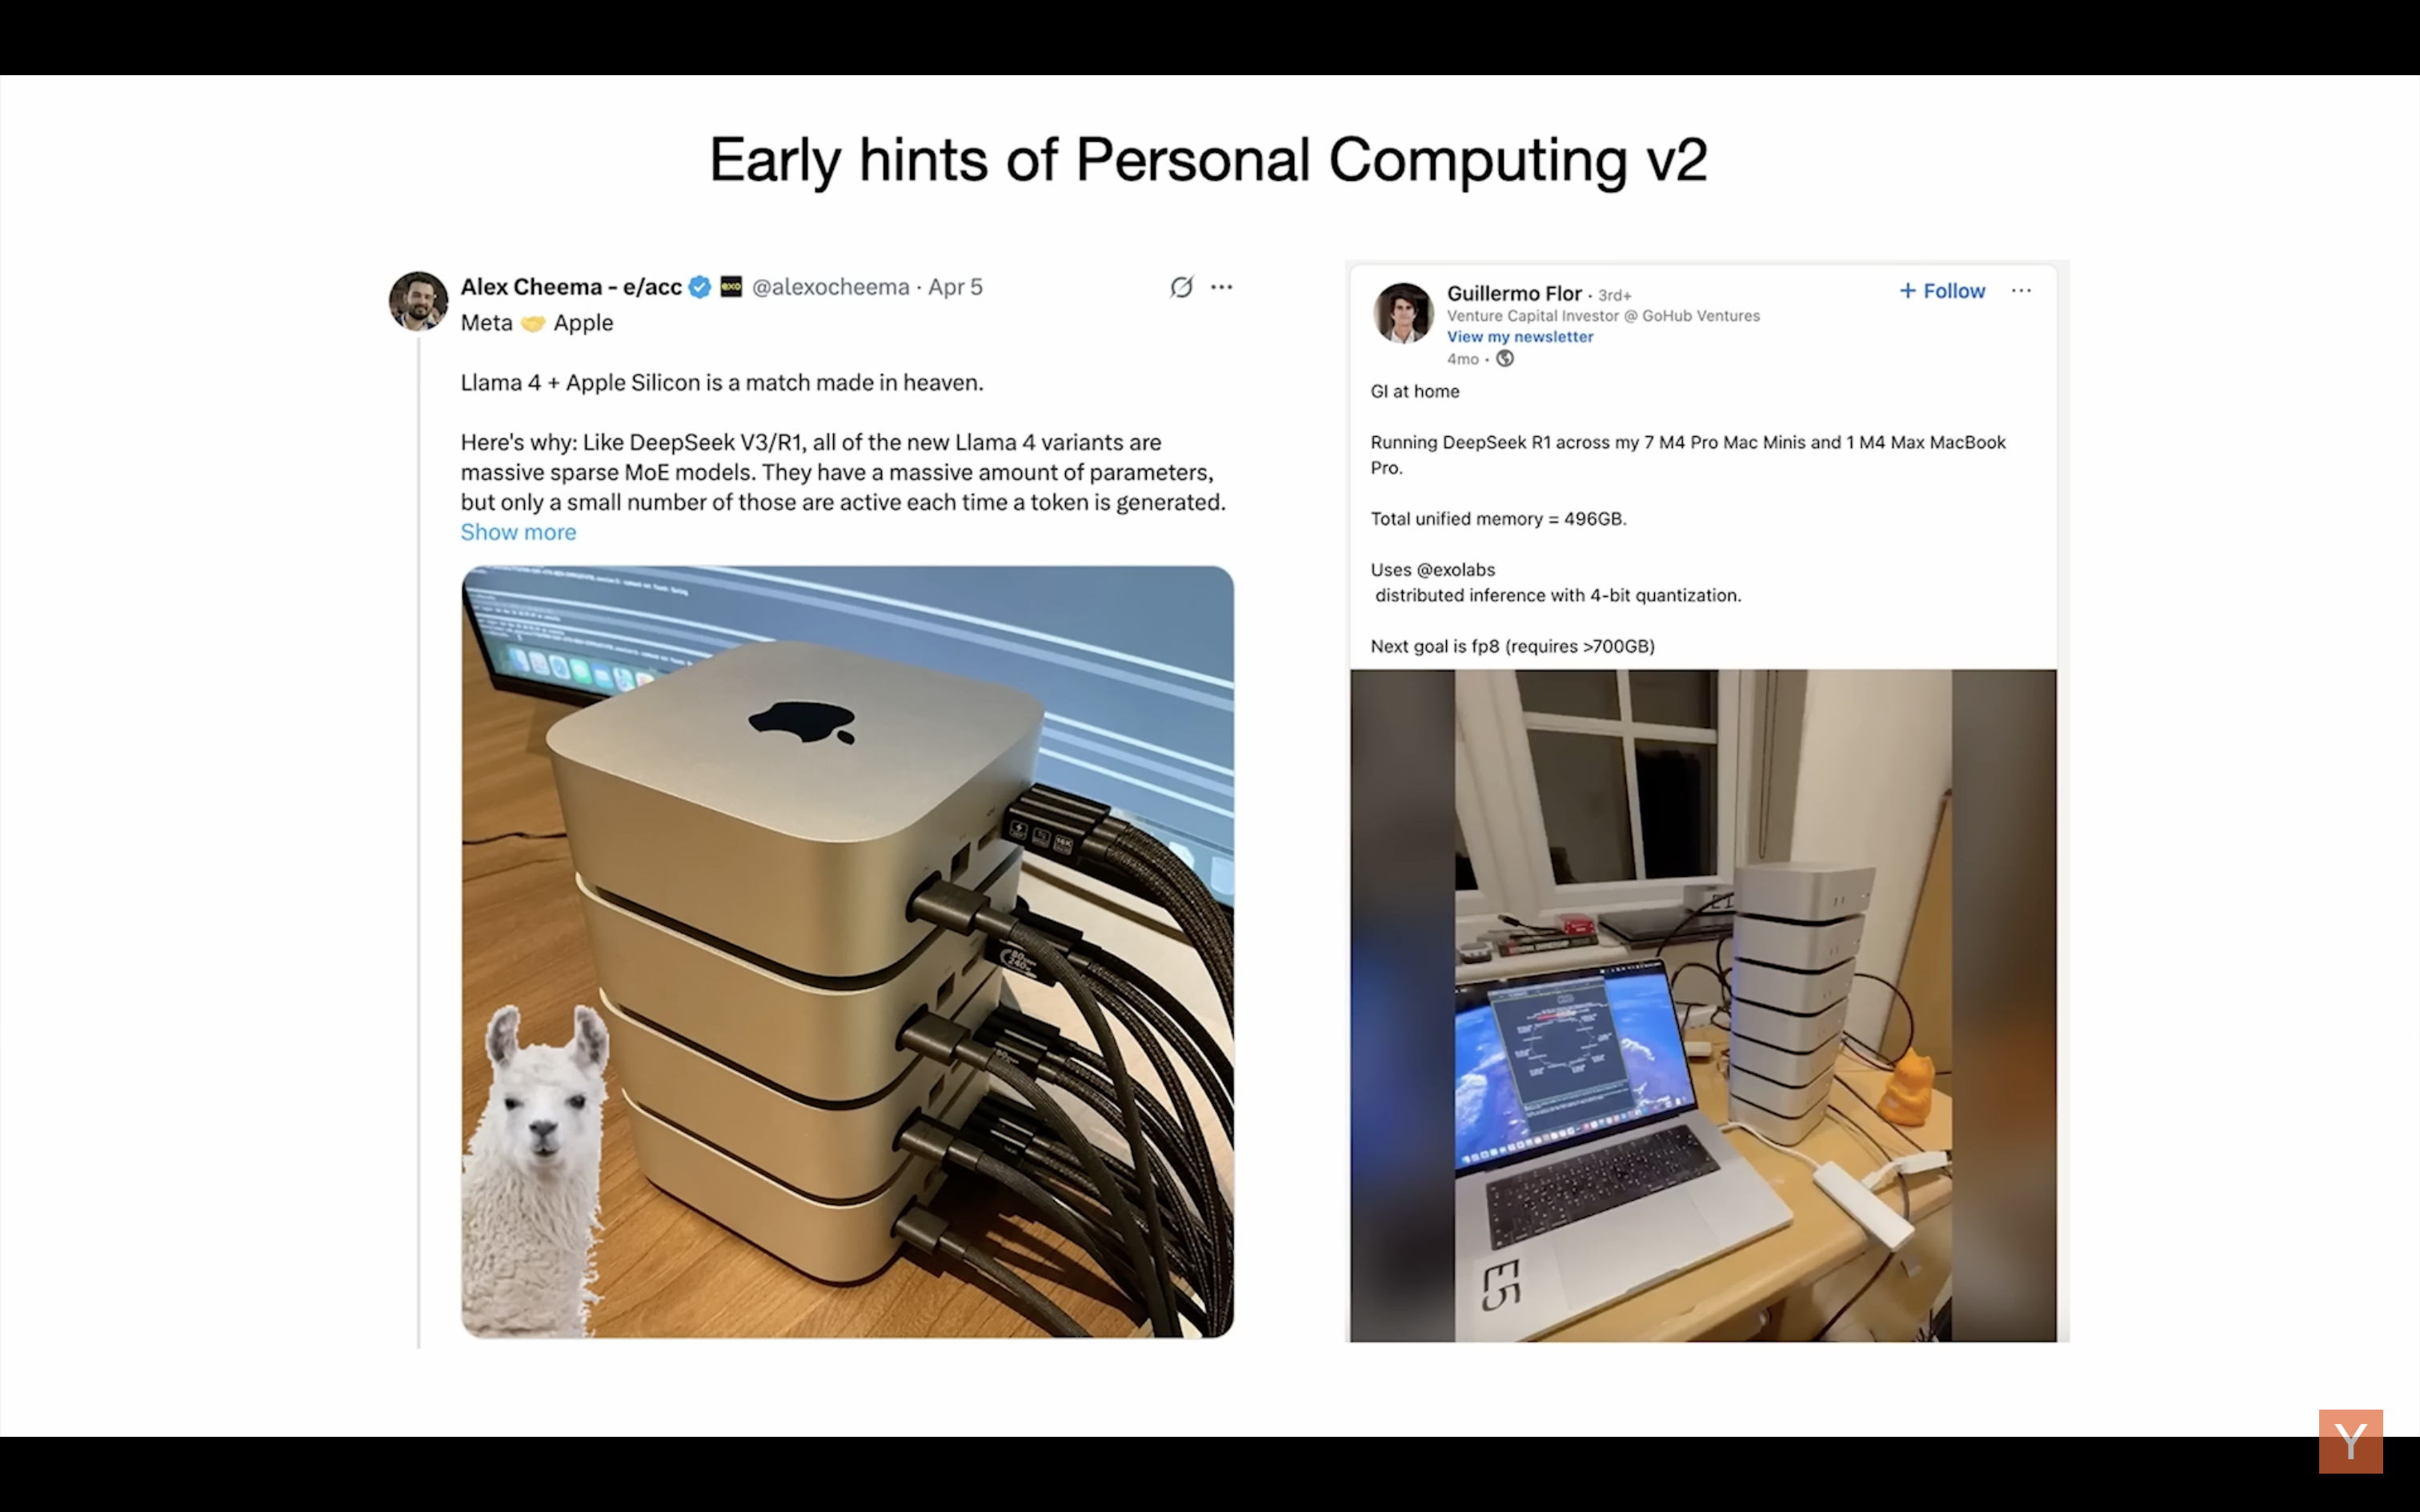 Early hints of Personal Computing v2
Alex Cheema - e/acc exo @alexocheema · Apr 5
Meta 🤝 Apple
Llama 4 + Apple Silicon is a match made in heaven.
Here's why: Like DeepSeek V3/R1, all of the new Llama 4 variants are
massive sparse MoE models. They have a massive amount of parameters,
but only a small number of those are active each time a token is generated.
Show more
Guillermo Flor · 3rd+
+ Follow
Venture Capital Investor @ GoHub Ventures
View my newsletter
4mo ·
GI at home
Running DeepSeek R1 across my 7 M4 Pro Mac Minis and 1 M4 Max MacBook
Pro.
Total unified memory = 496GB.
Uses @exolabs
distributed inference with 4-bit quantization.
Next goal is fp8 (requires >700GB)
E5
Y